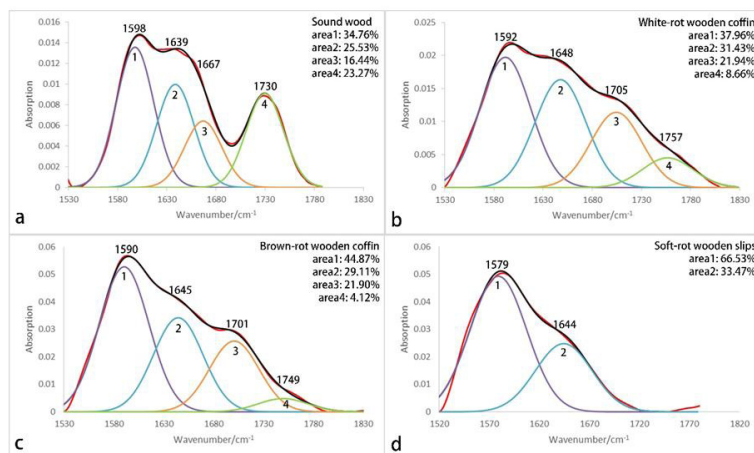 Sound wood
area1: 34.76%
area2: 25.53%
area3: 16.44%
area4: 23.27%
1598
1639
1667
1730
1
2
3
4
0.016
0.014
0.012
0.01
0.008
0.006
0.004
0.002
0
Absorption
1530 1580 1630 1680 1730 1780 1830
Wavenumber/cm-1
a
White-rot wooden coffin
area1: 37.96%
area2: 31.43%
area3: 21.94%
area4: 8.66%
1592
1648
1705
1757
1
2
3
4
0.025
0.02
0.015
0.01
0.005
0
Absorption
1530 1580 1630 1680 1730 1780 1830
Wavenumber/cm-1
b
Brown-rot wooden coffin
area1: 44.87%
area2: 29.11%
area3: 21.90%
area4: 4.12%
1590
1645
1701
1749
1
2
3
4
0.06
0.05
0.04
0.03
0.02
0.01
0
Absorption
1530 1580 1630 1680 1730 1780 1830
Wavenumber/cm-1
c
Soft-rot wooden slips
area1: 66.53%
area2: 33.47%
1579
1644
1
2
0.06
0.05
0.04
0.03
0.02
0.01
0
Absorption
1520 1570 1620 1670 1720 1770 1820
Wavenumber/cm-1
d